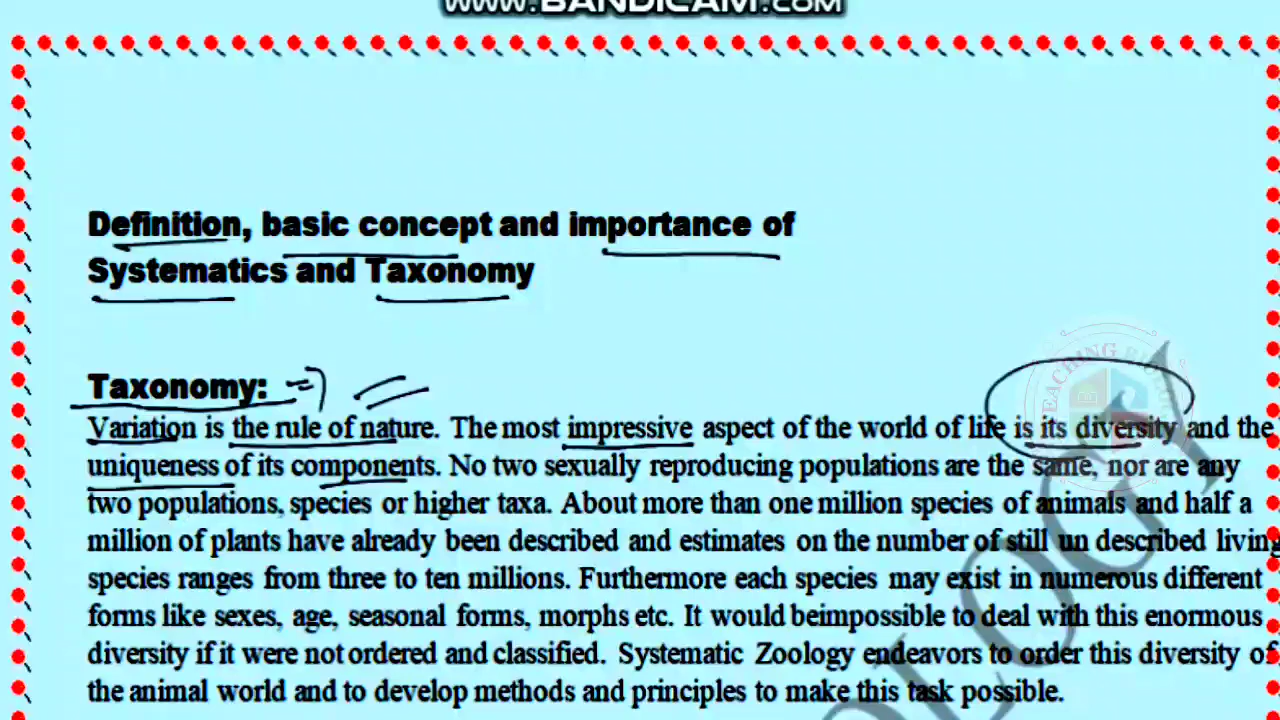 www.BANDICAM.com
Definition, basic concept and importance of
Systematics and Taxonomy
Taxonomy:
TEACHING BIOLOGY
Variation is the rule of nature. The most impressive aspect of the world of life is its diversity and the
uniqueness of its components. No two sexually reproducing populations are the same, nor are any
two populations, species or higher taxa. About more than one million species of animals and half a
million of plants have already been described and estimates on the number of still un described living
species ranges from three to ten millions. Furthermore each species may exist in numerous different
forms like sexes, age, seasonal forms, morphs etc. It would beimpossible to deal with this enormous
diversity if it were not ordered and classified. Systematic Zoology endeavors to order this diversity of
the animal world and to develop methods and principles to make this task possible.
OLOGY